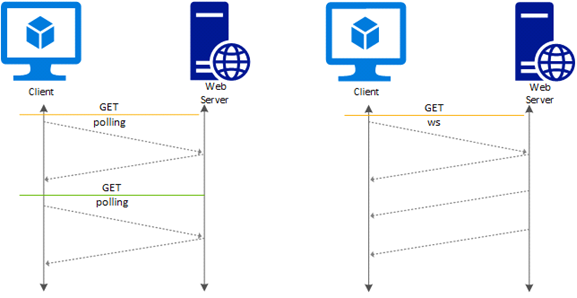 Client
Web
Server
GET
polling
GET
polling
Client
Web
Server
GET
ws